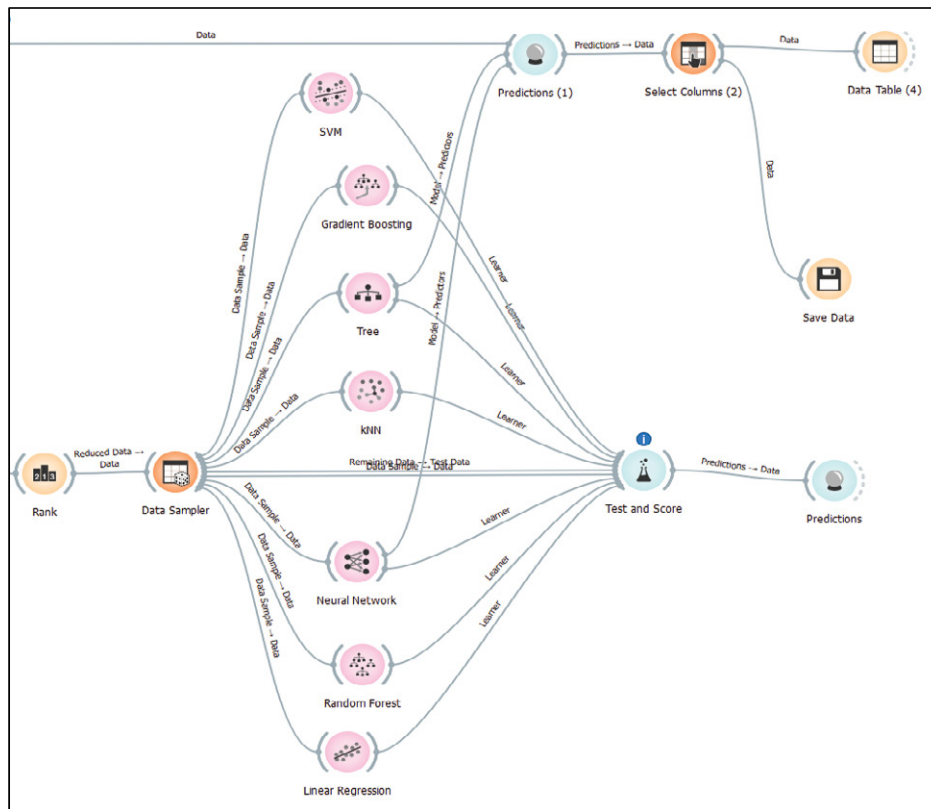 Data
Predictions → Data
Data
Predictions (1)
Select Columns (2)
Data Table (4)
SVM
Model → Predictors
Data
Gradient Boosting
Data Sample → Data
Learner
Model → Predictors
Save Data
Data Sample → Data
Learner
Tree
Data Sample → Data
Learner
Data Sample → Data
kNN
Learner
Reduced Data →
Data
Remaining Data → Test Data
Data Sample → Data
Predictions → Data
Rank
Data Sampler
Test and Score
Predictions
Data Sample → Data
Learner
Neural Network
Data Sample → Data
Learner
Data Sample → Data
Learner
Random Forest
Linear Regression
213
i